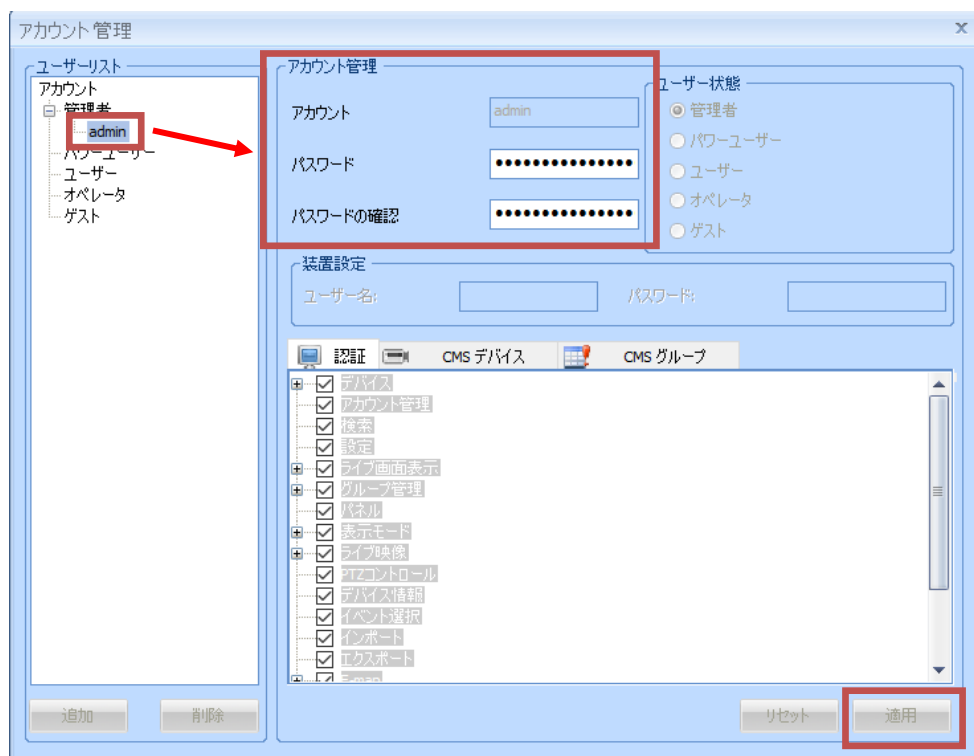 アカウント管理
x
ユーザーリスト
アカウント
管理者
admin
パワーユーザー
ユーザー
オペレータ
ゲスト
追加
削除
アカウント管理
アカウント
admin
パスワード
●●●●●●●●●●●●●●●
パスワードの確認
●●●●●●●●●●●●●●●
ユーザー状態
管理者
パワーユーザー
ユーザー
オペレータ
ゲスト
装置設定
ユーザー名:
パスワード:
認証
CMS デバイス
CMS グループ
デバイス
アカウント管理
検索
設定
ライブ画面表示
グループ管理
パネル
表示モード
ライブ映像
PTZコントロール
デバイス情報
イベント選択
インポート
エクスポート
E-map
リセット
適用